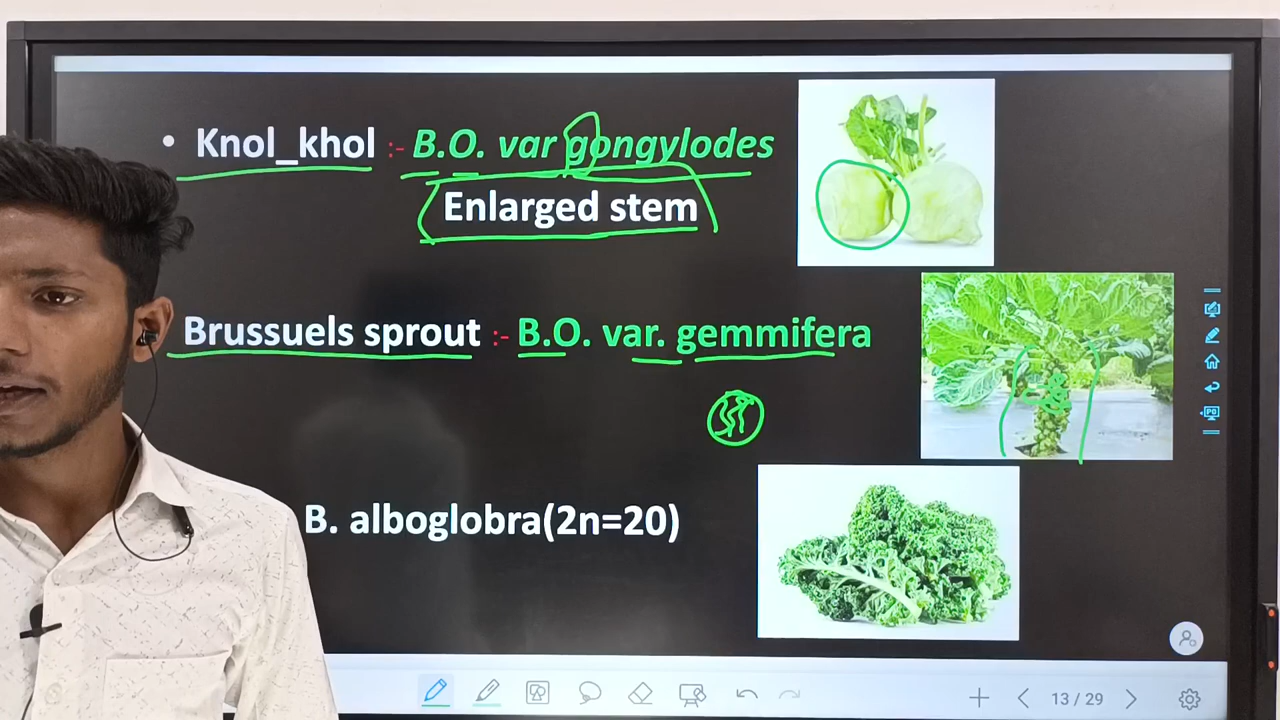 • Knol_khol :- B.O. var gongylodes
Enlarged stem
Brussuels sprout :- B.O. var. gemmifera
B. alboglobra(2n=20)
13 / 29